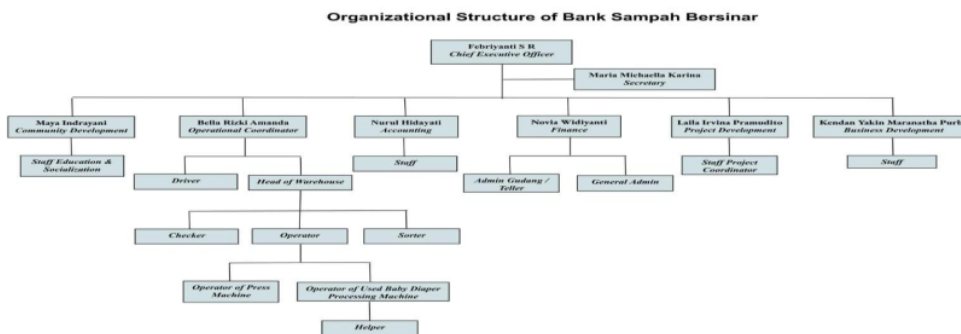 Organizational Structure of Bank Sampah Bersinar
Febriyanti S R
Chief Executive Officer
Maria Michaella Karina
Secretary
Maya Indrayani
Community Development
Bella Rizki Amanda
Operational Coordinator
Nurul Hidayati
Accounting
Novia Widiyanti
Finance
Laila Irvina Pramudito
Project Development
Kendan Yakin Maranatha Purb
Business Development
Staff Education &
Socialization
Driver
Head of Warehouse
Staff
Admin Gudang /
Teller
General Admin
Staff Project
Coordinator
Staff
Checker
Operator
Sorter
Operator of Press
Machine
Operator of Used Baby Diaper
Processing Machine
Helper